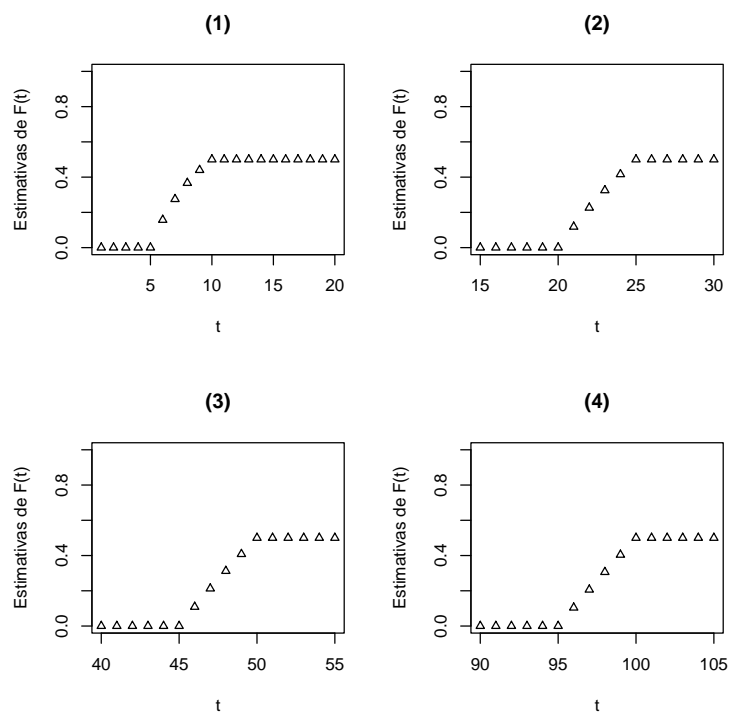 (1)
Estimativas de F(t)
0.0 0.4 0.8
5 10 15 20
t
(2)
Estimativas de F(t)
0.0 0.4 0.8
15 20 25 30
t
(3)
Estimativas de F(t)
0.0 0.4 0.8
40 45 50 55
t
(4)
Estimativas de F(t)
0.0 0.4 0.8
90 95 100 105
t